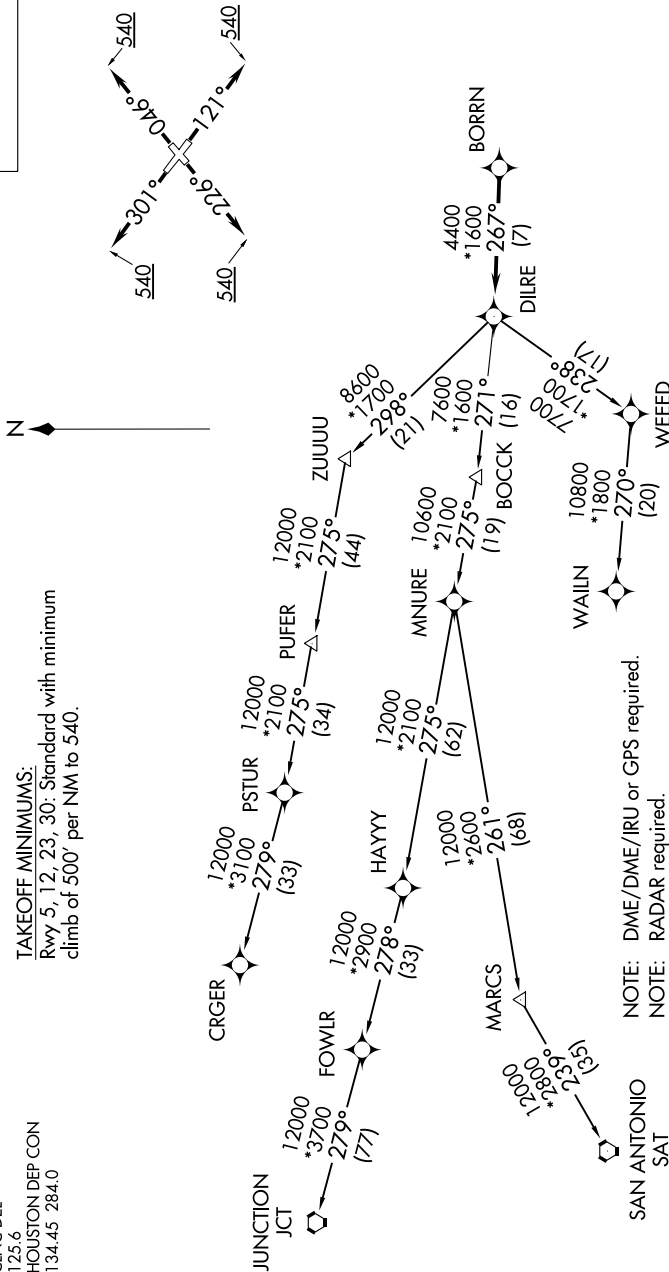 125.6
HOUSTON DEP CON
134.45 284.0
TAKEOFF MINIMUMS:
Rwy 5, 12, 23, 30: Standard with minimum
climb of 500' per NM to 540.
N
540
540
046°
301°
121°
226°
540
540
BORRN
4400
*1600
267°
(7)
DILRE
8600
*1700
298°
(21)
ZUUUU
12000
*2100
275°
(44)
PUFER
12000
*2100
275°
(34)
PSTUR
12000
*3100
279°
(33)
CRGER
7600
*1600
271°
(16)
BOCCK
10600
*2100
275°
(19)
MNURE
12000
*2100
275°
(62)
HAYYY
12000
*2900
278°
(33)
FOWLR
12000
*3700
279°
(77)
JUNCTION
JCT
12000
*2600
261°
(68)
MARCS
12000
*2800
239°
(35)
SAN ANTONIO
SAT
7700
*1700
238°
(17)
WEEED
10800
*1800
270°
(20)
WAILN
NOTE: DME/DME/IRU or GPS required.
NOTE: RADAR required.